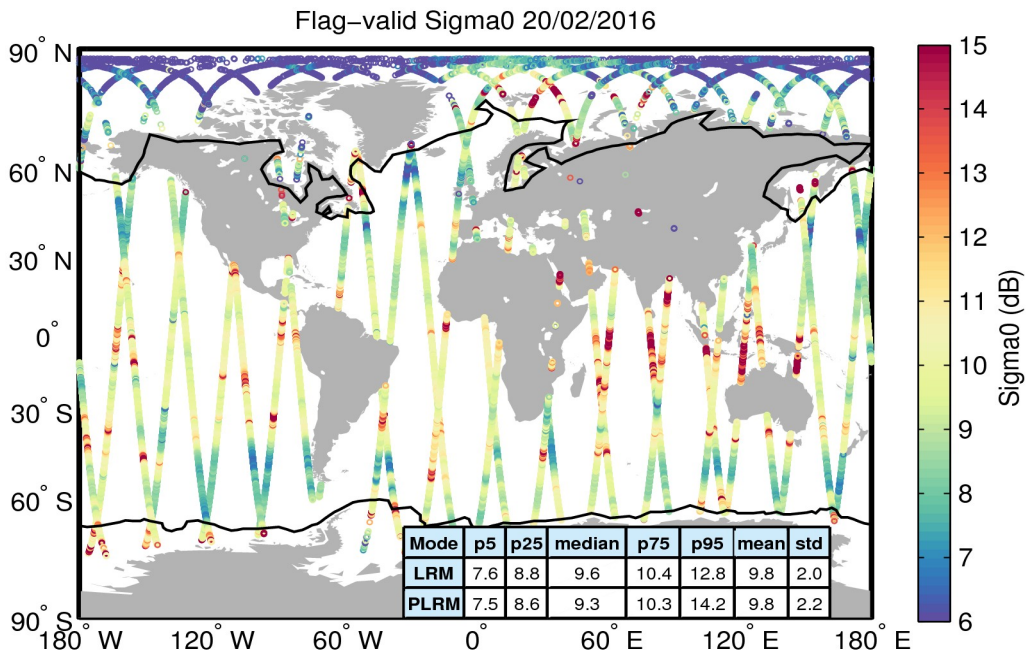 Flag−valid Sigma0 20/02/2016
90° N
60° N
30° N
0°
30° S
60° S
90° S
180° W
120° W
60° W
0°
60° E
120° E
180° E
15
14
13
12
11
10
9
8
7
6
Sigma0 (dB)
Mode p5 p25 median p75 p95 mean std
LRM 7.6 8.8 9.6 10.4 12.8 9.8 2.0
PLRM 7.5 8.6 9.3 10.3 14.2 9.8 2.2